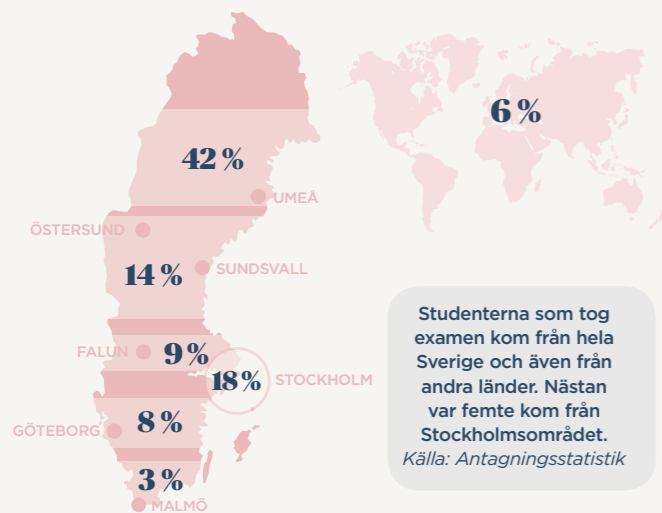 6 %
42 %
UMEÅ
ÖSTERSUND
14 %
SUNDSVALL
FALUN
9 %
18 %
STOCKHOLM
8 %
GÖTEBORG
3 %
MALMÖ
Studenterna som tog
examen kom från hela
Sverige och även från
andra länder. Nästan
var femte kom från
Stockholmsområdet.
Källa: Antagningsstatistik